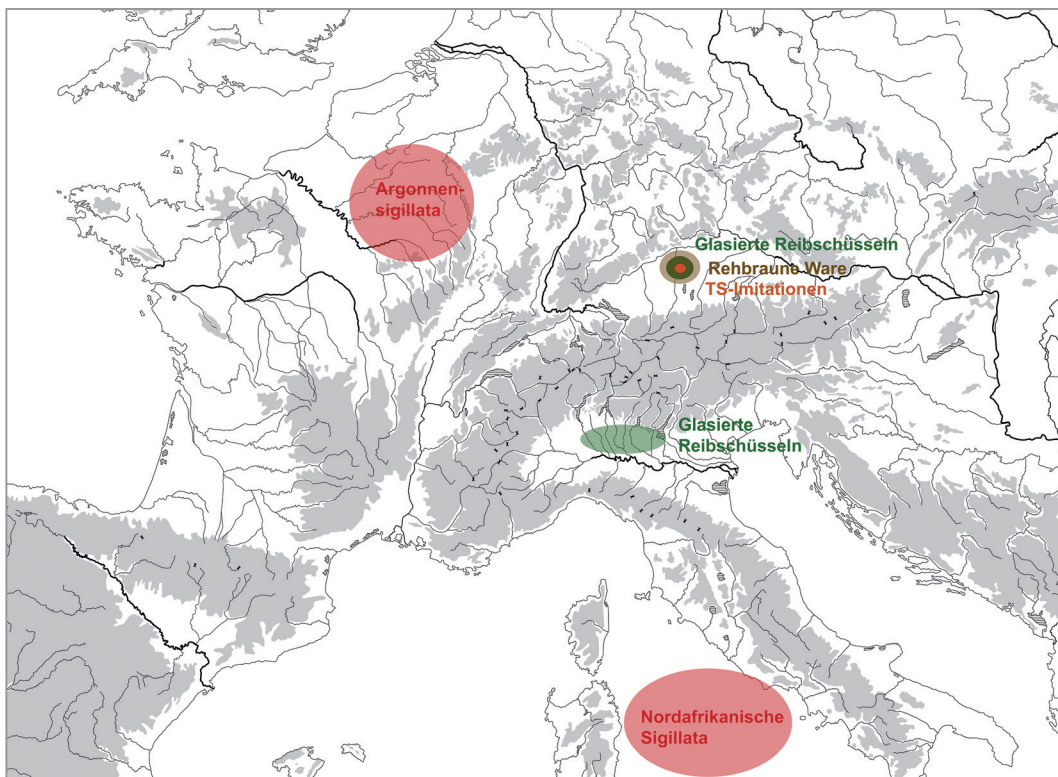 Argonnen-
sigillata
Glasierte Reibschüsseln
Rehbraune Ware
TS-Imitationen
Glasierte
Reibschüsseln
Nordafrikanische
Sigillata